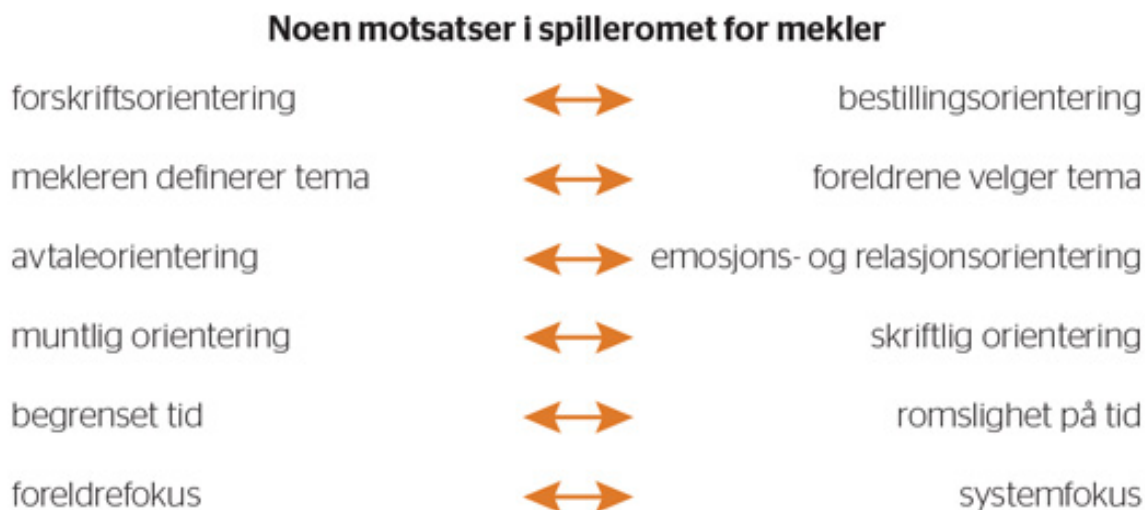 Noen motsatser i spillerommet for mekler
forskriftsorientering bestillingsorientering
mekleren definerer tema foreldrene velger tema
avtaleorientering emosjons- og relasjonsorientering
muntlig orientering skriftlig orientering
begrenset tid romslighet på tid
foreldrefokus systemfokus